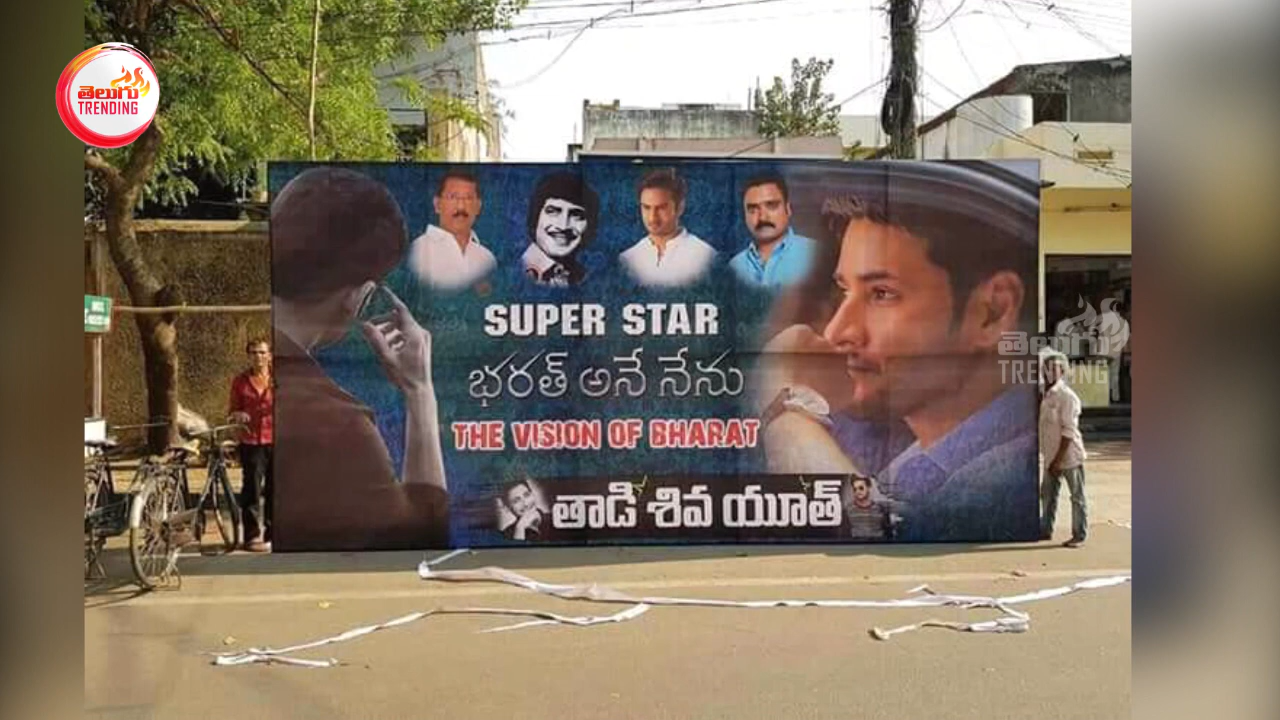 తెలుగు
TRENDING
SUPER STAR
భరత్ అనే నేను
THE VISION OF BHARAT
తాడి శివ యూత్
తెలుగు
TRENDING